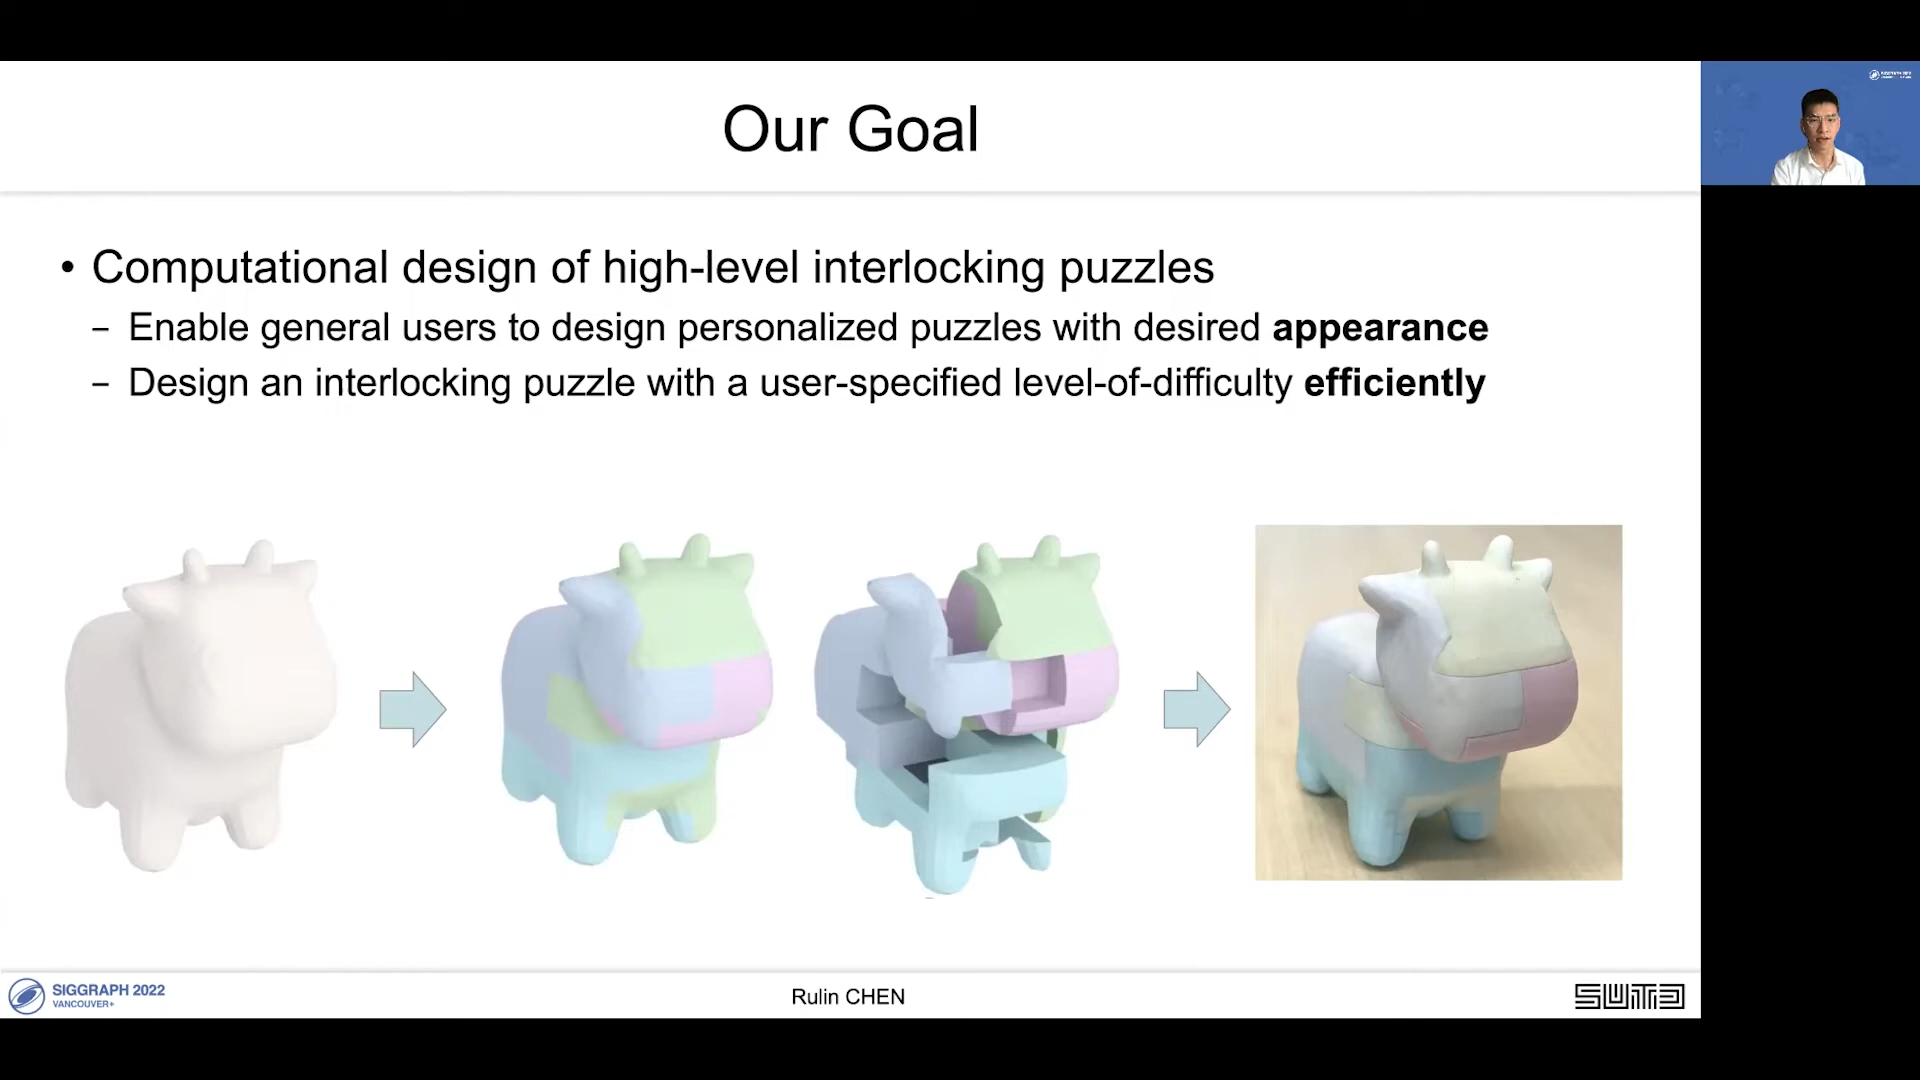 Our Goal
• Computational design of high-level interlocking puzzles
– Enable general users to design personalized puzzles with desired appearance
– Design an interlocking puzzle with a user-specified level-of-difficulty efficiently
SIGGRAPH 2022
VANCOUVER+
Rulin CHEN
SUTD